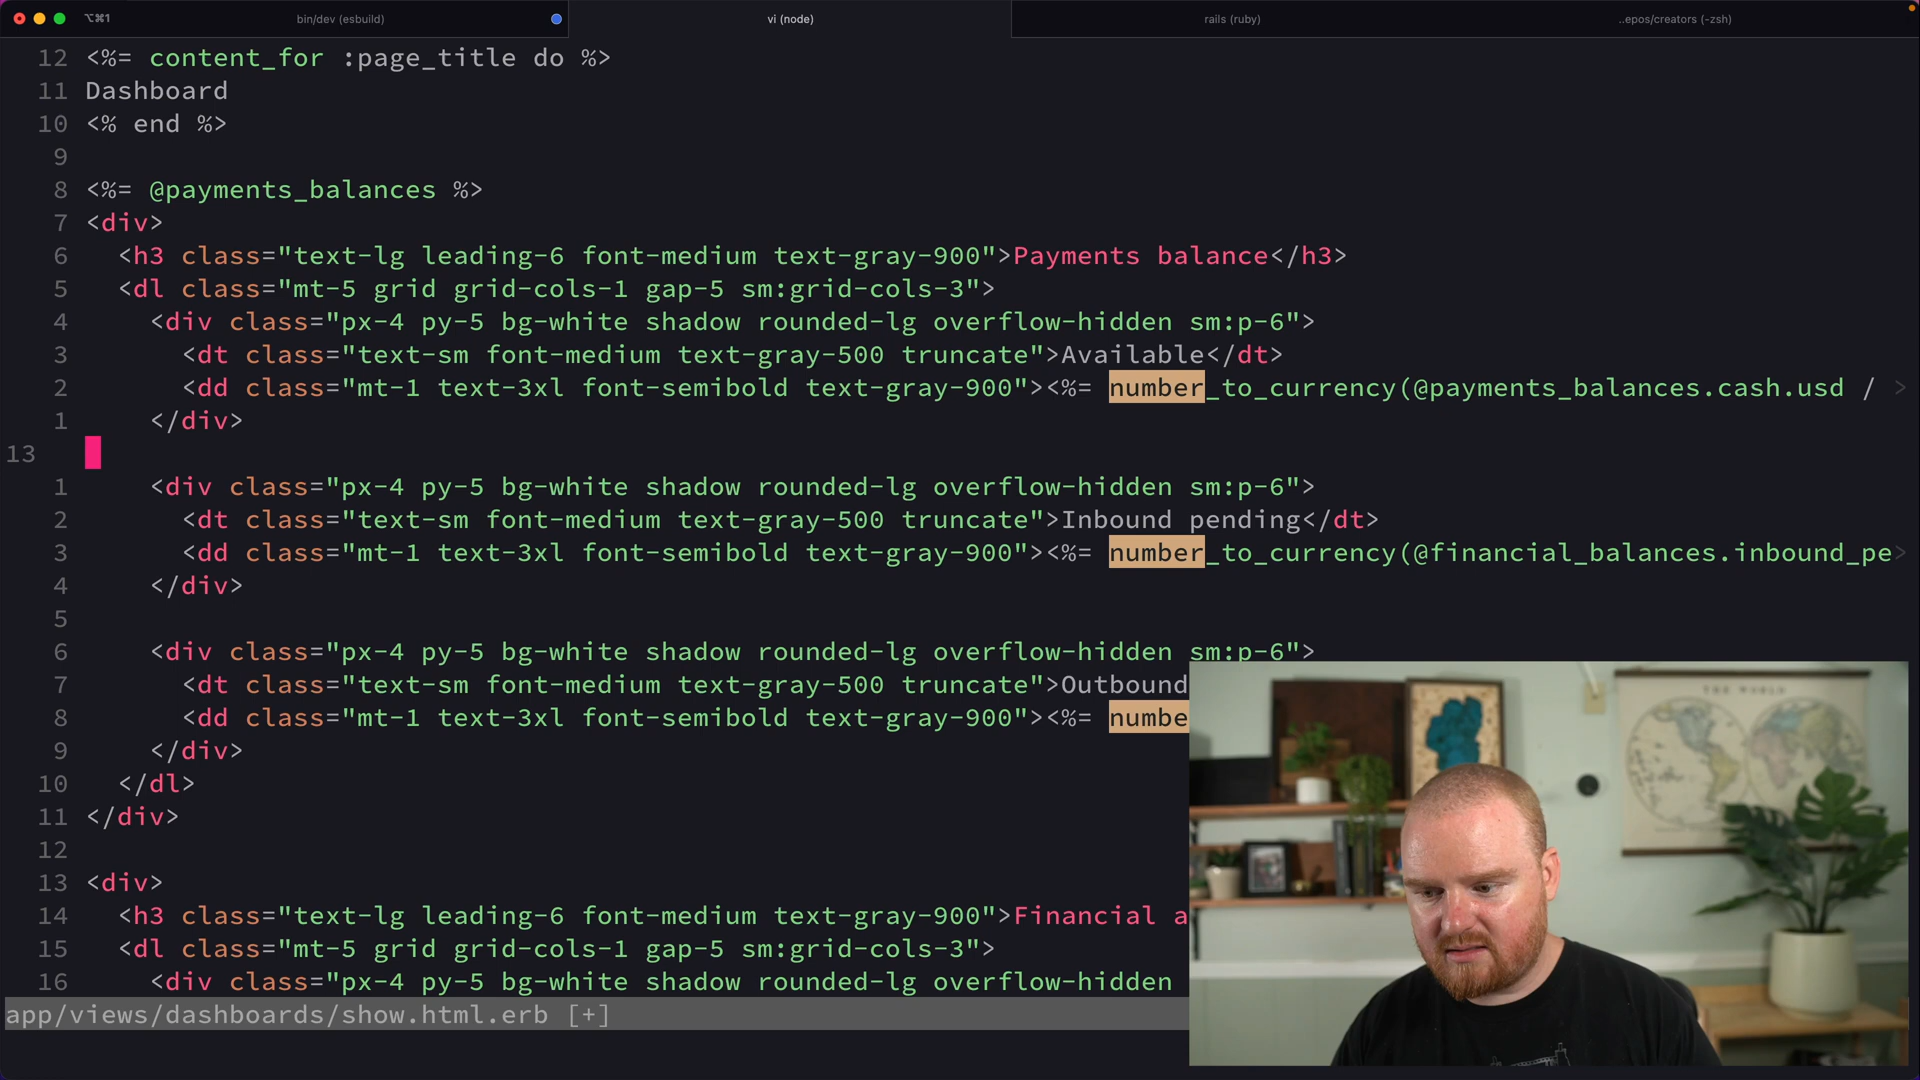 ⌥⌘1 bin/dev (esbuild) vi (node) rails (ruby) ..epos/creators (-zsh)
12 <%= content_for :page_title do %>
11 Dashboard
10 <% end %>
9
8 <%= @payments_balances %>
7 <div>
6 <h3 class="text-lg leading-6 font-medium text-gray-900">Payments balance</h3>
5 <dl class="mt-5 grid grid-cols-1 gap-5 sm:grid-cols-3">
4 <div class="px-4 py-5 bg-white shadow rounded-lg overflow-hidden sm:p-6">
3 <dt class="text-sm font-medium text-gray-500 truncate">Available</dt>
2 <dd class="mt-1 text-3xl font-semibold text-gray-900"><%= number_to_currency(@payments_balances.cash.usd / >
1 </div>
13
1 <div class="px-4 py-5 bg-white shadow rounded-lg overflow-hidden sm:p-6">
2 <dt class="text-sm font-medium text-gray-500 truncate">Inbound pending</dt>
3 <dd class="mt-1 text-3xl font-semibold text-gray-900"><%= number_to_currency(@financial_balances.inbound_pe>
4 </div>
5
6 <div class="px-4 py-5 bg-white shadow rounded-lg overflow-hidden sm:p-6">
7 <dt class="text-sm font-medium text-gray-500 truncate">Outbound
8 <dd class="mt-1 text-3xl font-semibold text-gray-900"><%= numbe
9 </div>
10 </dl>
11 </div>
12
13 <div>
14 <h3 class="text-lg leading-6 font-medium text-gray-900">Financial a
15 <dl class="mt-5 grid grid-cols-1 gap-5 sm:grid-cols-3">
16 <div class="px-4 py-5 bg-white shadow rounded-lg overflow-hidden
app/views/dashboards/show.html.erb [+]
THE WORLD